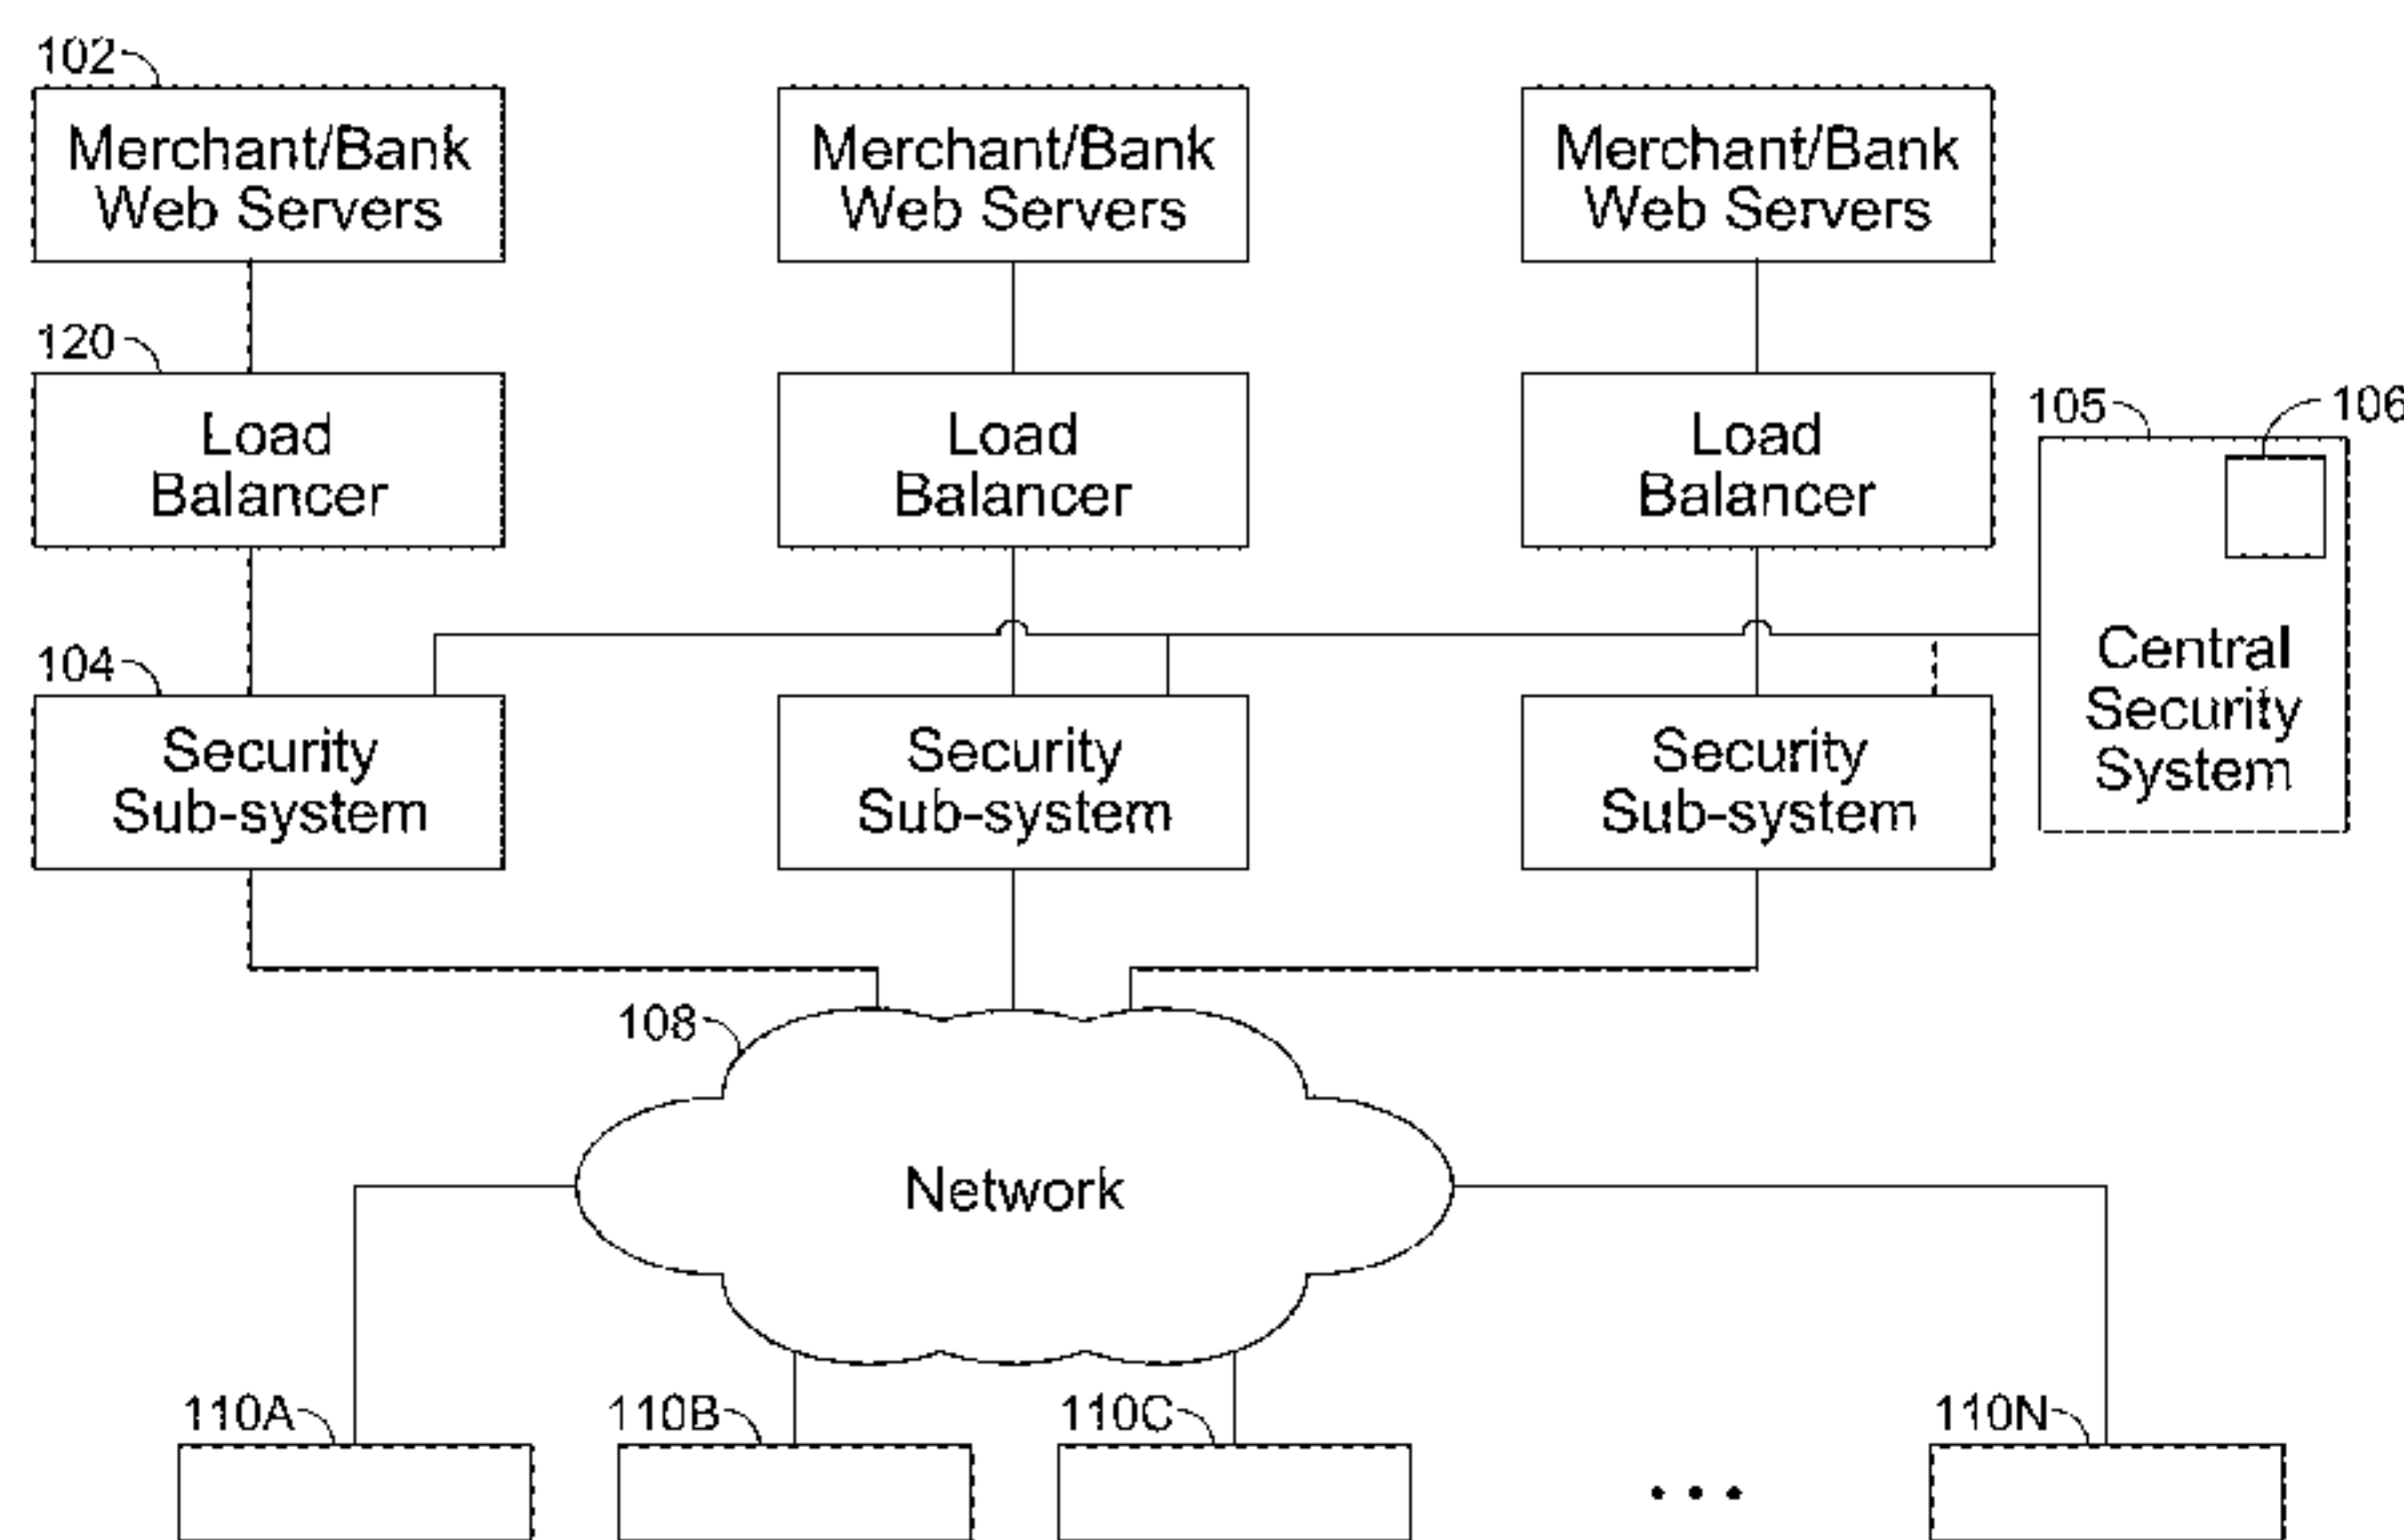 102
Merchant/Bank
Web Servers
Merchant/Bank
Web Servers
Merchant/Bank
Web Servers
120
Load
Balancer
Load
Balancer
Load
Balancer
105
106
104
Security
Sub-system
Security
Sub-system
Security
Sub-system
Central
Security
System
108
Network
110A
110B
110C
• • •
110N